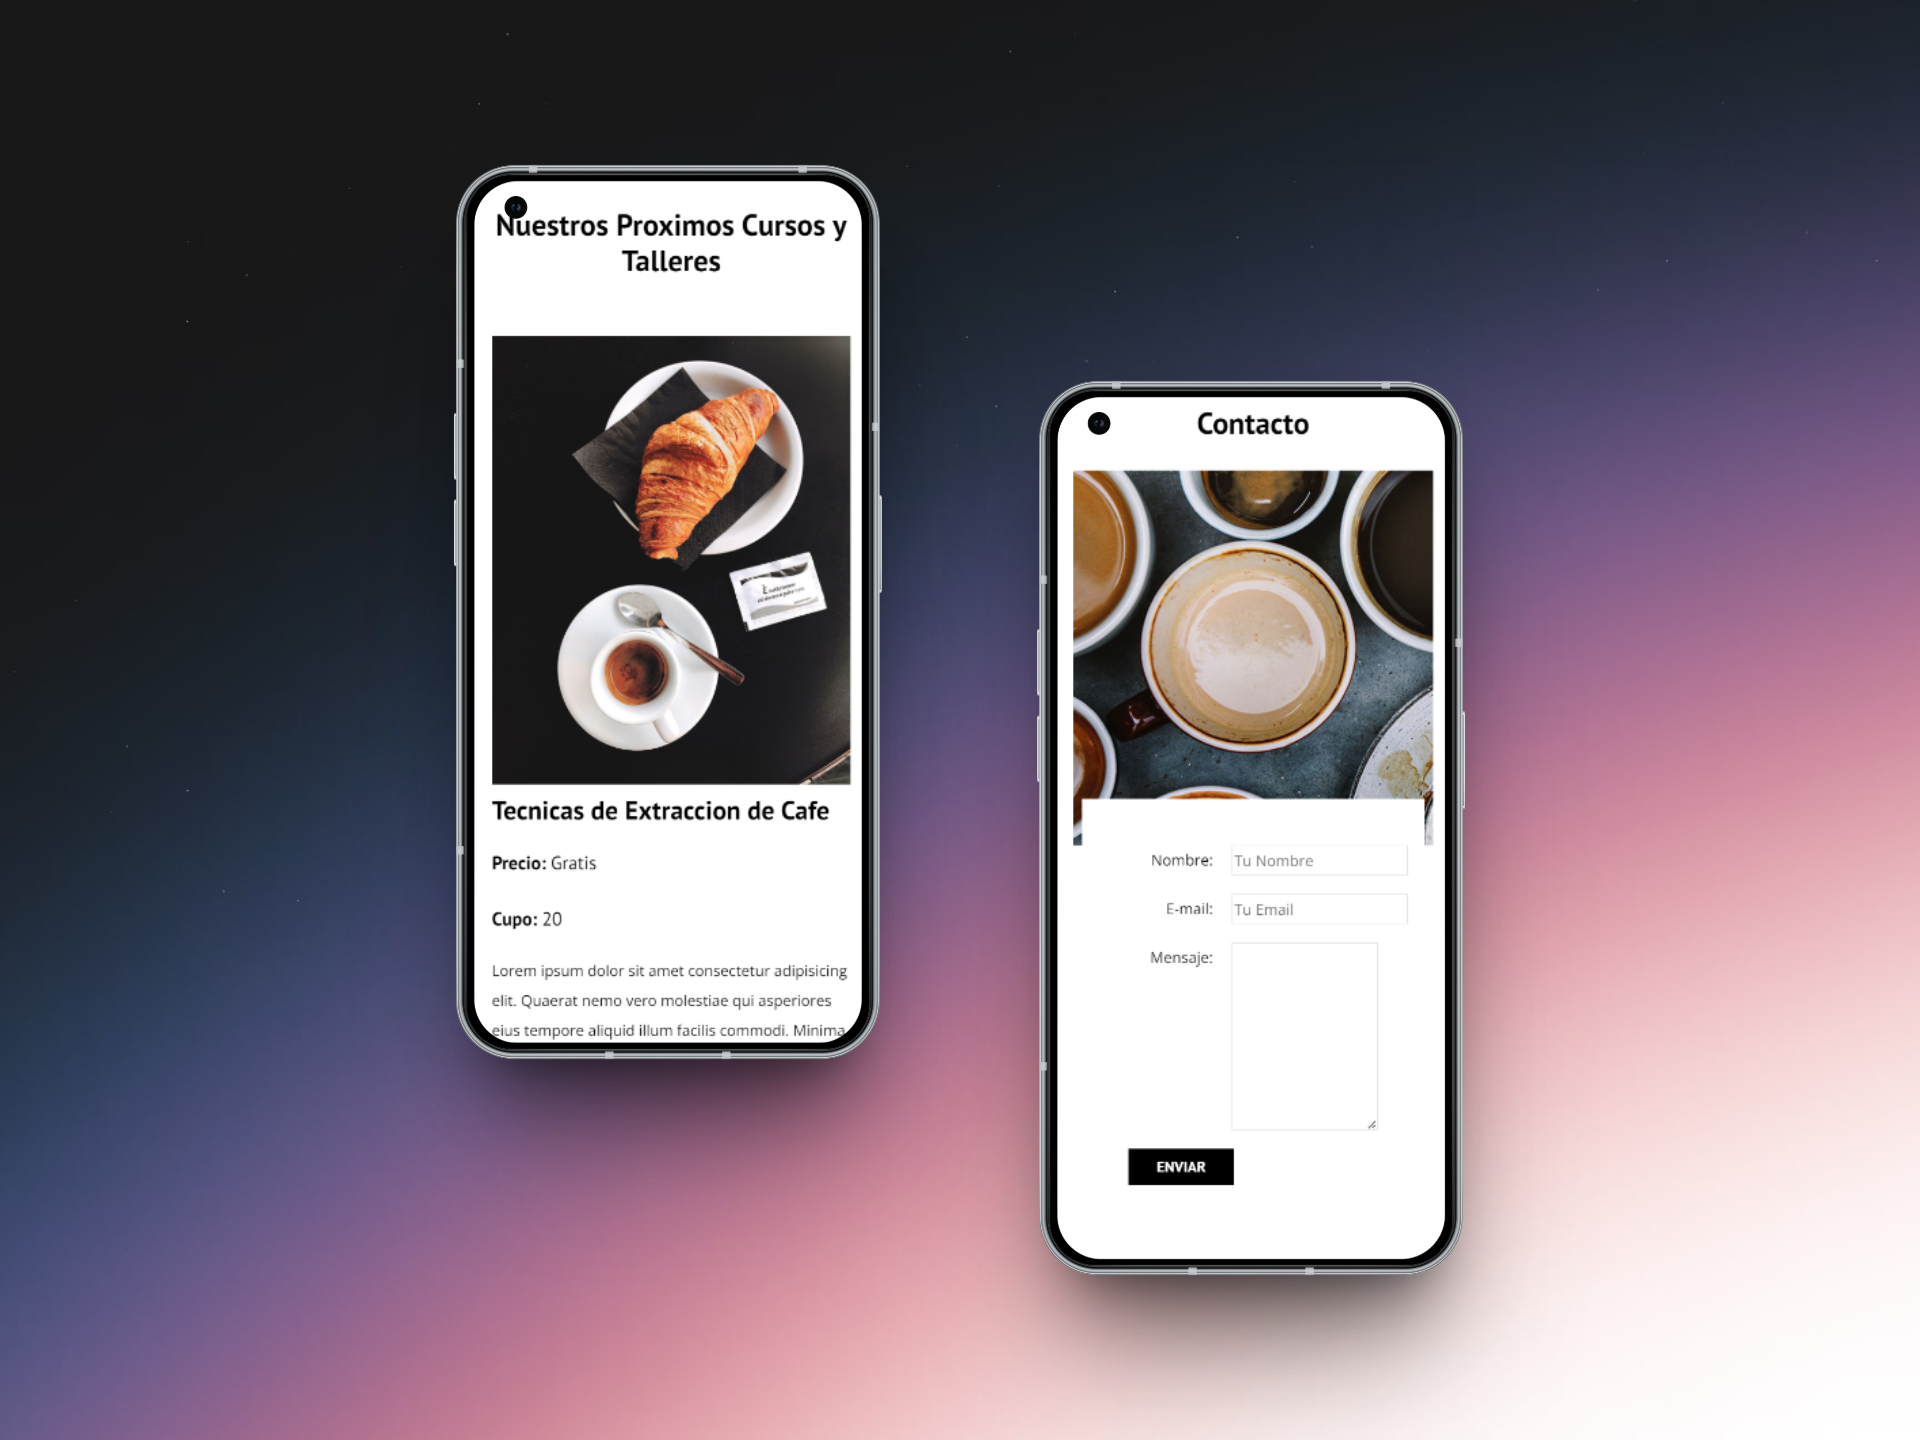 Nuestros Proximos Cursos y
Talleres
Tecnicas de Extraccion de Cafe
Precio: Gratis
Cupo: 20
Lorem ipsum dolor sit amet consectetur adipisicing
elit. Quaerat nemo vero molestiae qui asperiores
eius tempore aliquid illum facilis commodi. Minima
Contacto
Nombre: Tu Nombre
E-mail: Tu Email
Mensaje:
ENVIAR